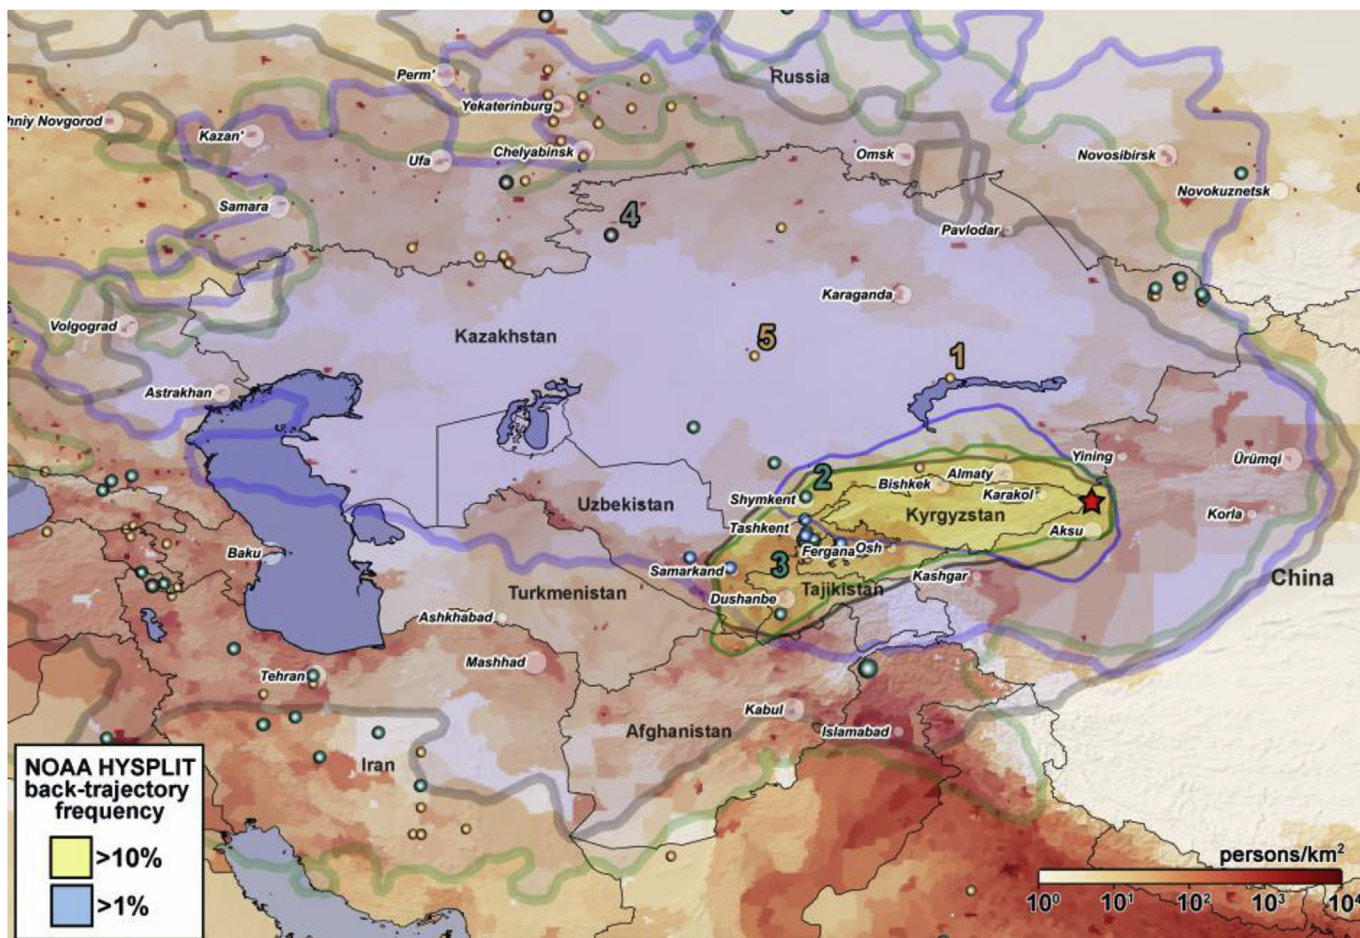 Russia
Perm'
Yekaterinburg
hniy Novgorod
Kazan'
Ufa
Chelyabinsk
Omsk
Novosibirsk
Novokuznetsk
Samara
4
Pavlodar
Karaganda
Volgograd
Kazakhstan
5
1
Astrakhan
Yining
Ürümqi
2
Almaty
Bishkek
Karakol
Shymkent
Uzbekistan
Kyrgyzstan
Korla
Tashkent
Aksu
Baku
Fergana
Osh
3
Samarkand
Kashgar
China
Turkmenistan
Tajikistan
Dushanbe
Ashkhabad
Mashhad
Tehran
Kabul
Afghanistan
Islamabad
Iran
NOAA HYSPLIT
back-trajectory
frequency
>10%
>1%
persons/km²
10⁰ 10¹ 10² 10³ 10⁴